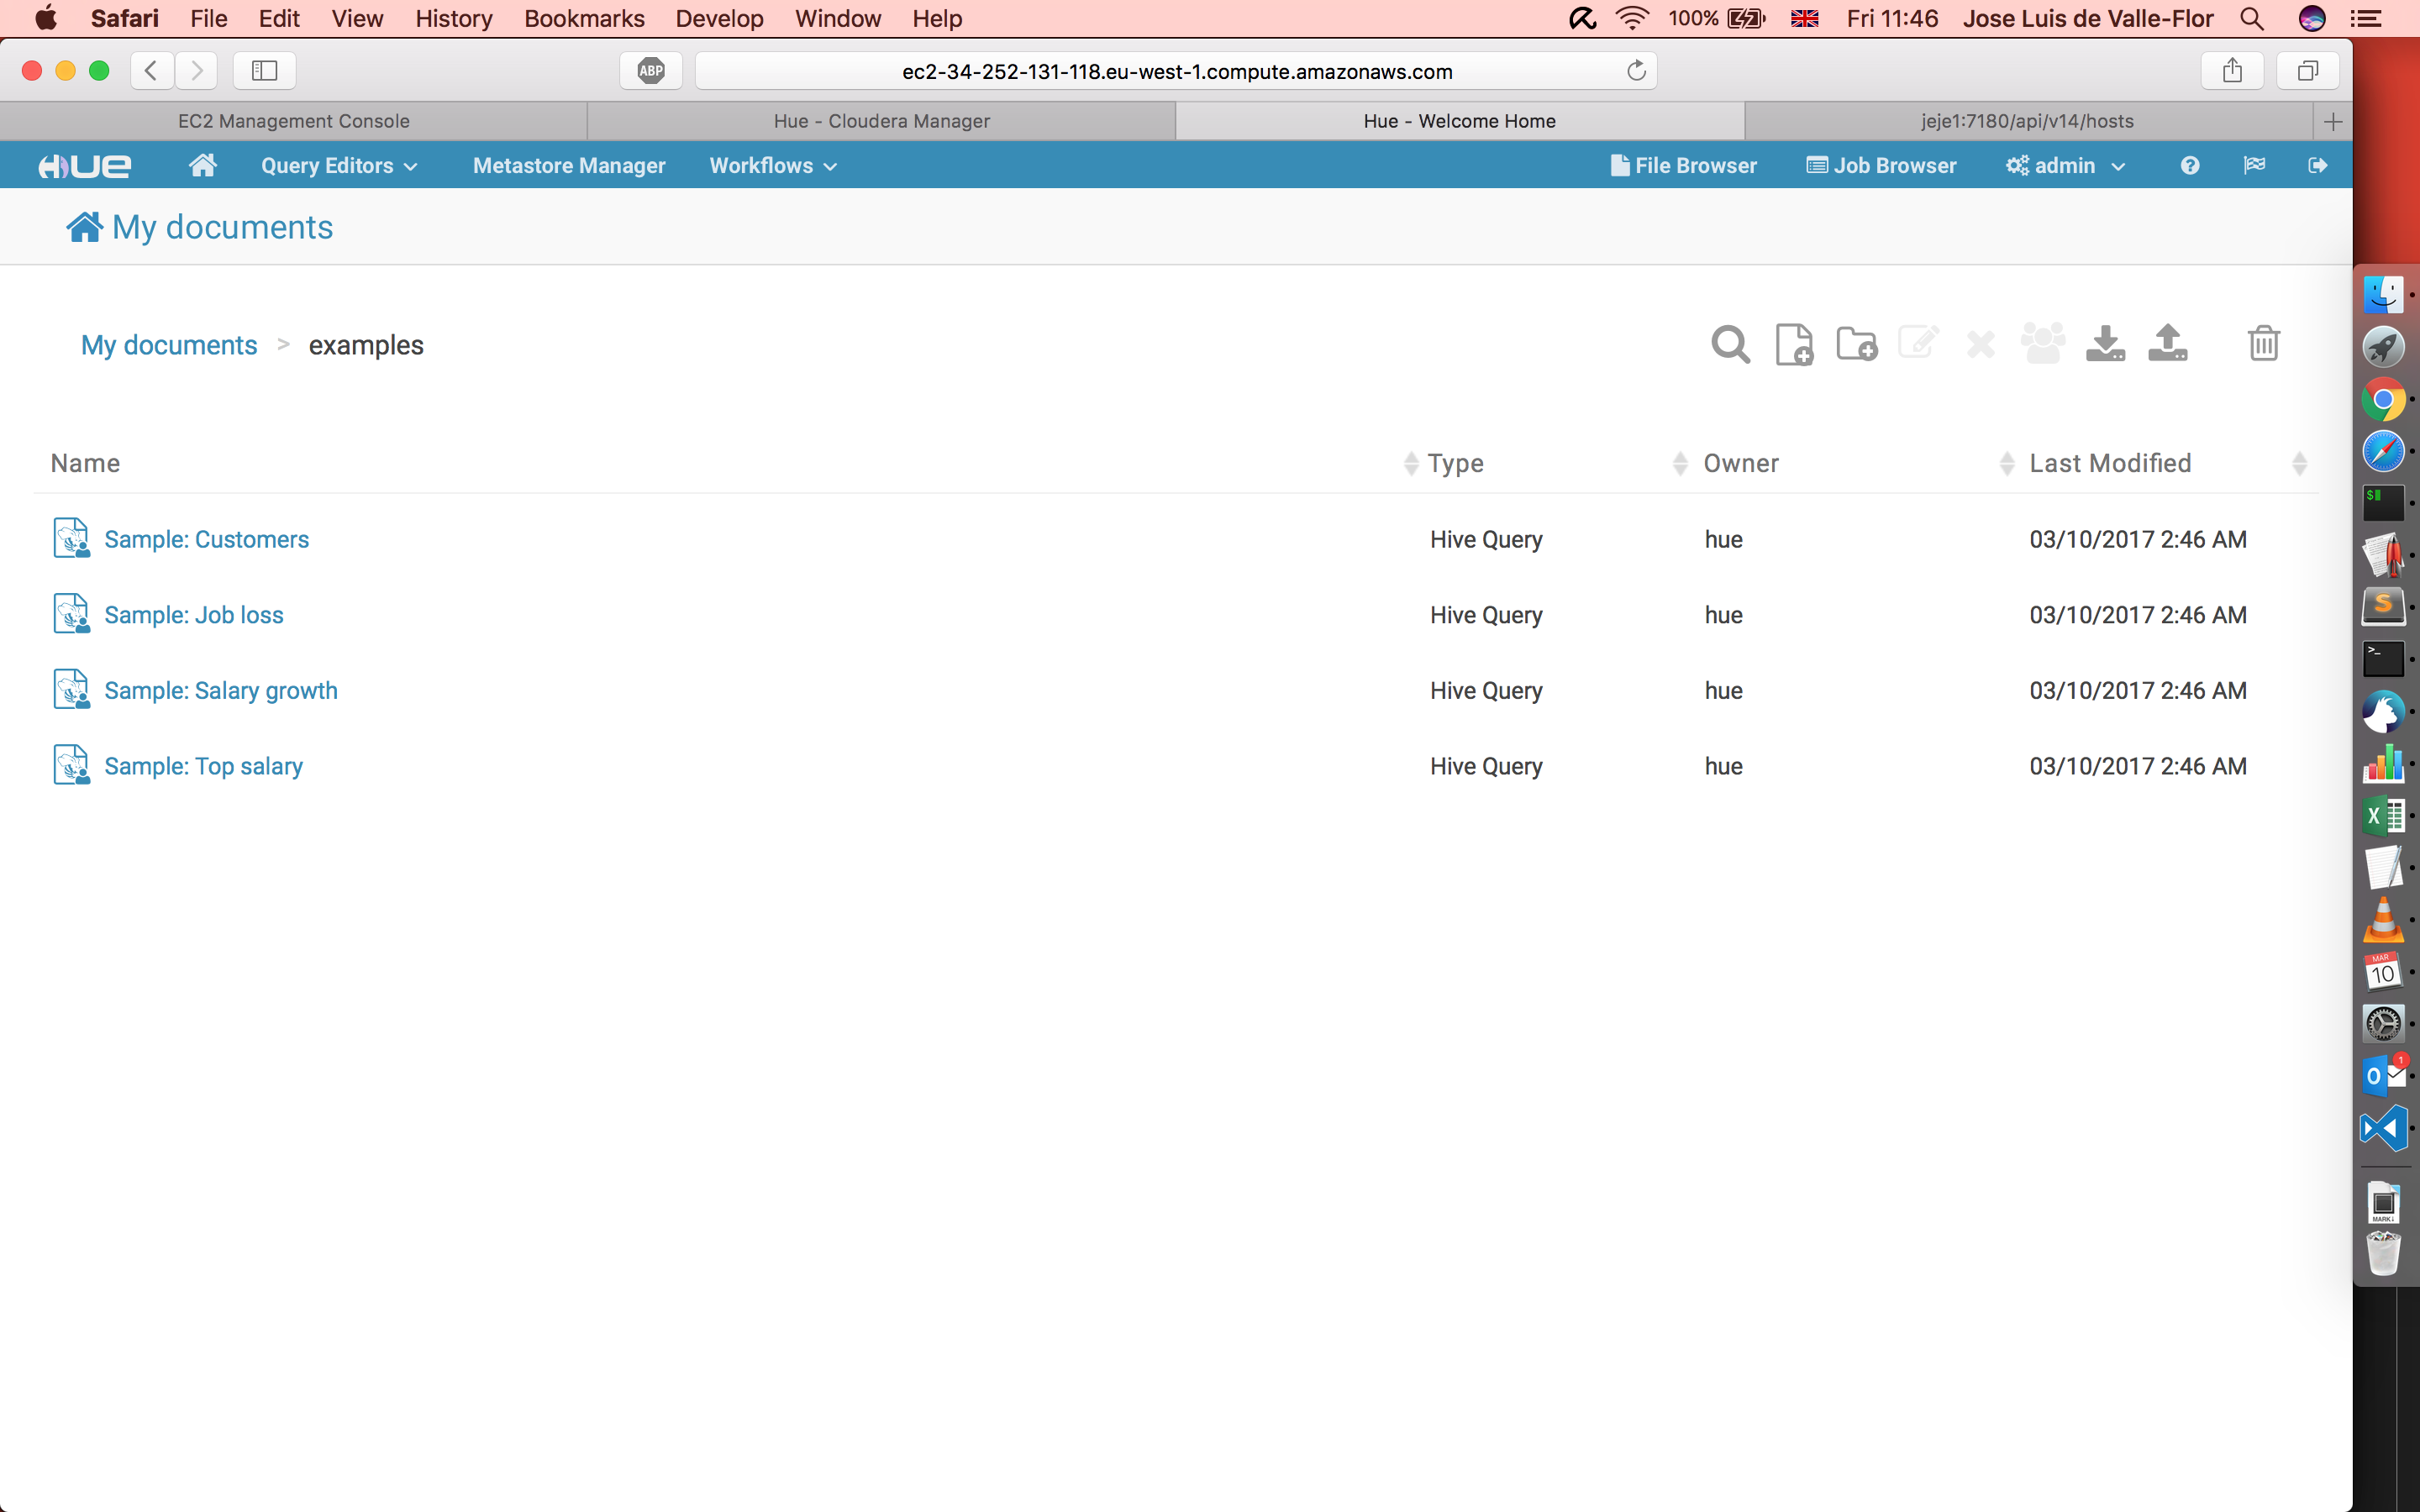 Safari File Edit View History Bookmarks Develop Window Help 100% Fri 11:46 Jose Luis de Valle-Flor
ABP ec2-34-252-131-118.eu-west-1.compute.amazonaws.com
EC2 Management Console Hue - Cloudera Manager Hue - Welcome Home jeje1:7180/api/v14/hosts
HUE Query Editors Metastore Manager Workflows File Browser Job Browser admin
My documents
My documents > examples
Name Type Owner Last Modified
Sample: Customers Hive Query hue 03/10/2017 2:46 AM
Sample: Job loss Hive Query hue 03/10/2017 2:46 AM
Sample: Salary growth Hive Query hue 03/10/2017 2:46 AM
Sample: Top salary Hive Query hue 03/10/2017 2:46 AM
MAR
10
1
MARK